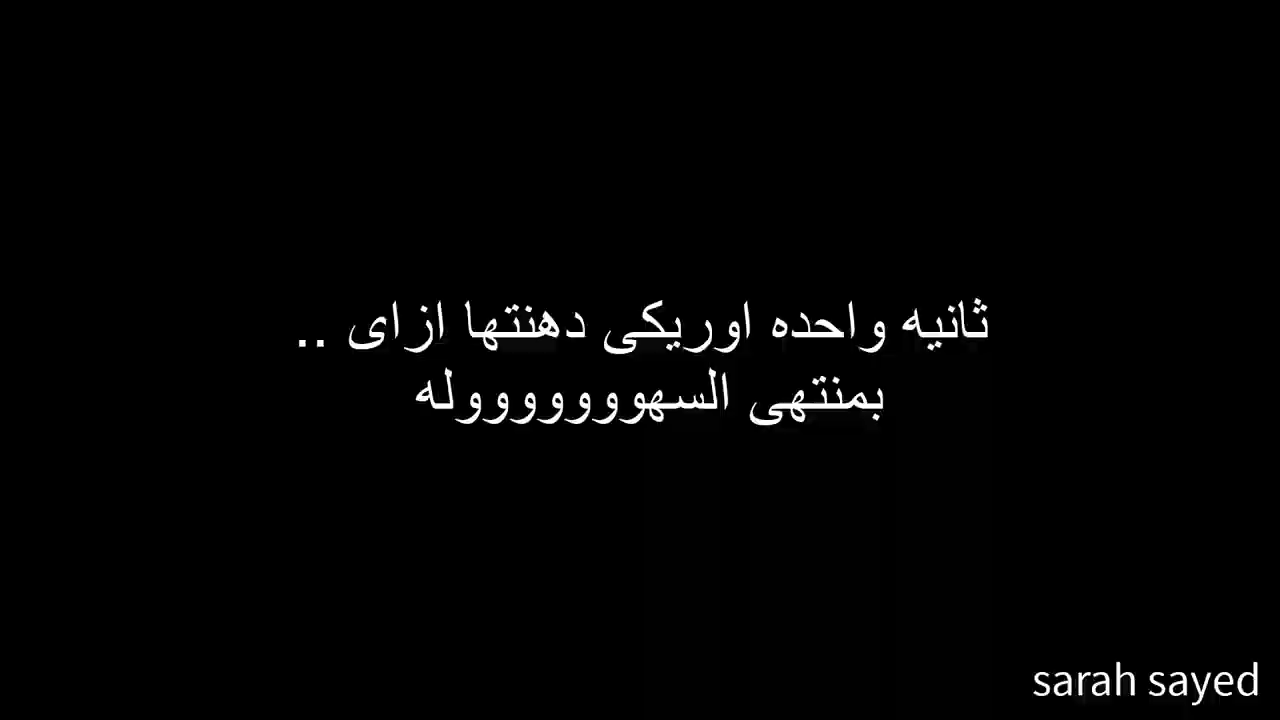 ثانيه واحده اوريكى دهنتها ازاى ..
بمنتهى السهوووووووله
sarah sayed